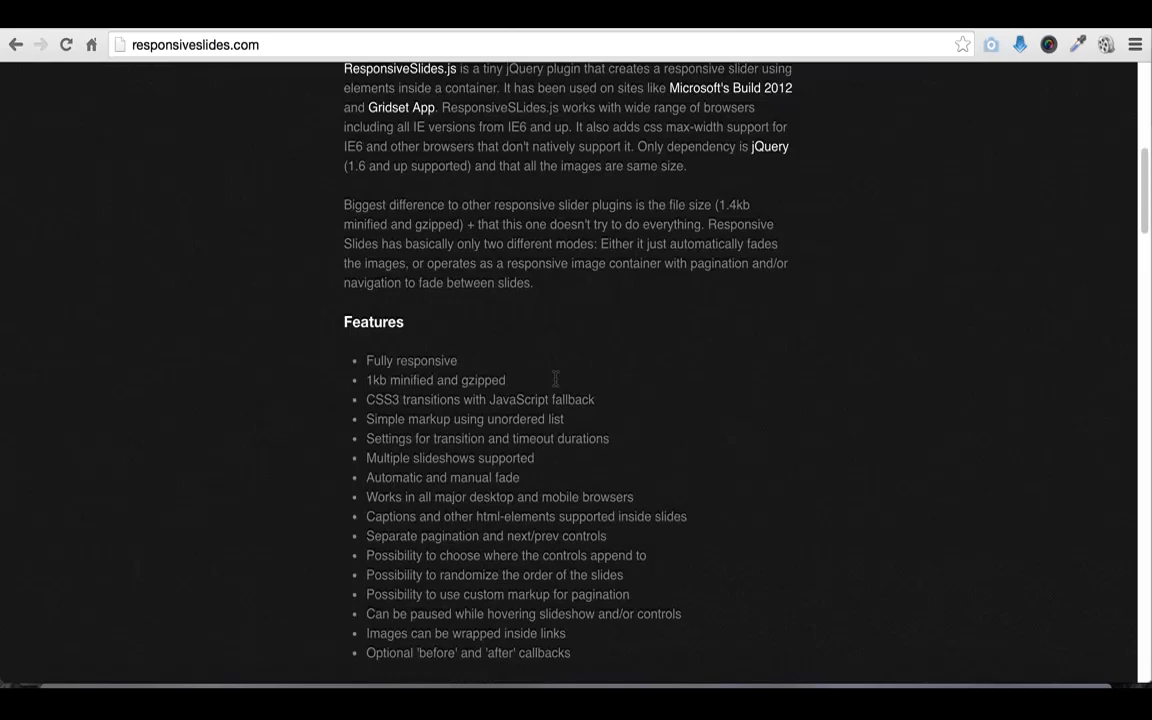 responsiveslides.com
ResponsiveSlides.js is a tiny jQuery plugin that creates a responsive slider using
elements inside a container. It has been used on sites like Microsoft's Build 2012
and Gridset App. ResponsiveSLides.js works with wide range of browsers
including all IE versions from IE6 and up. It also adds css max-width support for
IE6 and other browsers that don't natively support it. Only dependency is jQuery
(1.6 and up supported) and that all the images are same size.
Biggest difference to other responsive slider plugins is the file size (1.4kb
minified and gzipped) + that this one doesn't try to do everything. Responsive
Slides has basically only two different modes: Either it just automatically fades
the images, or operates as a responsive image container with pagination and/or
navigation to fade between slides.
Features
• Fully responsive
• 1kb minified and gzipped
• CSS3 transitions with JavaScript fallback
• Simple markup using unordered list
• Settings for transition and timeout durations
• Multiple slideshows supported
• Automatic and manual fade
• Works in all major desktop and mobile browsers
• Captions and other html-elements supported inside slides
• Separate pagination and next/prev controls
• Possibility to choose where the controls append to
• Possibility to randomize the order of the slides
• Possibility to use custom markup for pagination
• Can be paused while hovering slideshow and/or controls
• Images can be wrapped inside links
• Optional 'before' and 'after' callbacks